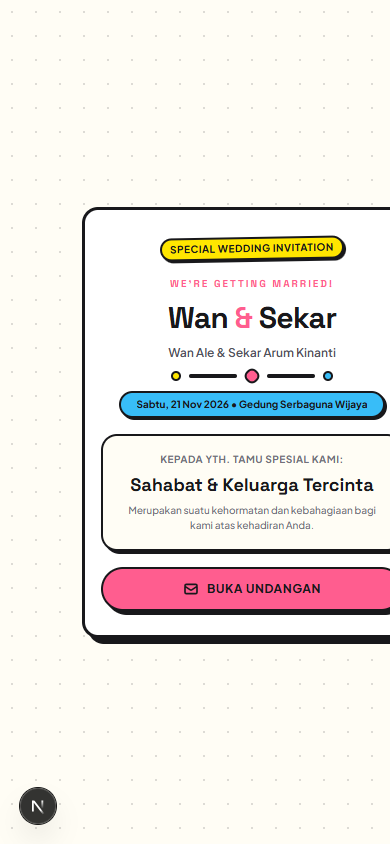 SPECIAL WEDDING INVITATION
WE'RE GETTING MARRIED!
Wan & Sekar
Wan Ale & Sekar Arum Kinanti
Sabtu, 21 Nov 2026 • Gedung Serbaguna Wijaya
KEPADA YTH. TAMU SPESIAL KAMI:
Sahabat & Keluarga Tercinta
Merupakan suatu kehormatan dan kebahagiaan bagi
kami atas kehadiran Anda.
BUKA UNDANGAN
N